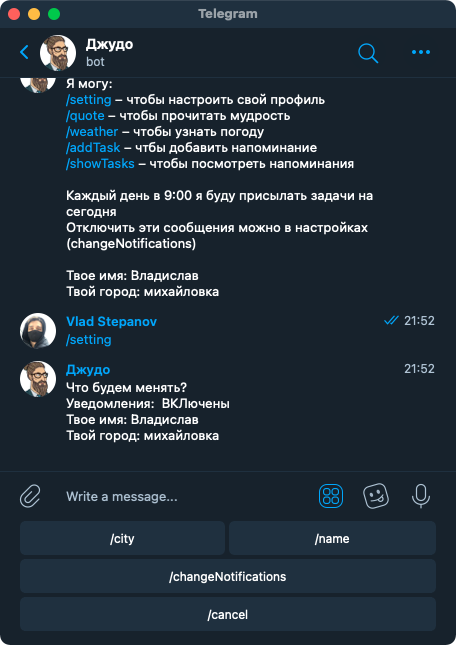 Telegram
Джудо
bot
Я могу:
/setting – чтобы настроить свой профиль
/quote – чтобы прочитать мудрость
/weather – чтобы узнать погоду
/addTask – чтбы добавить напоминание
/showTasks – чтобы посмотреть напоминания
Каждый день в 9:00 я буду присылать задачи на
сегодня
Отключить эти сообщения можно в настройках
(changeNotifications)
Твое имя: Владислав
Твой город: михайловка
Vlad Stepanov 21:52
/setting
Джудо 21:52
Что будем менять?
Уведомления:  ВКЛючены
Твое имя: Владислав
Твой город: михайловка
Write a message...
/city /name
/changeNotifications
/cancel